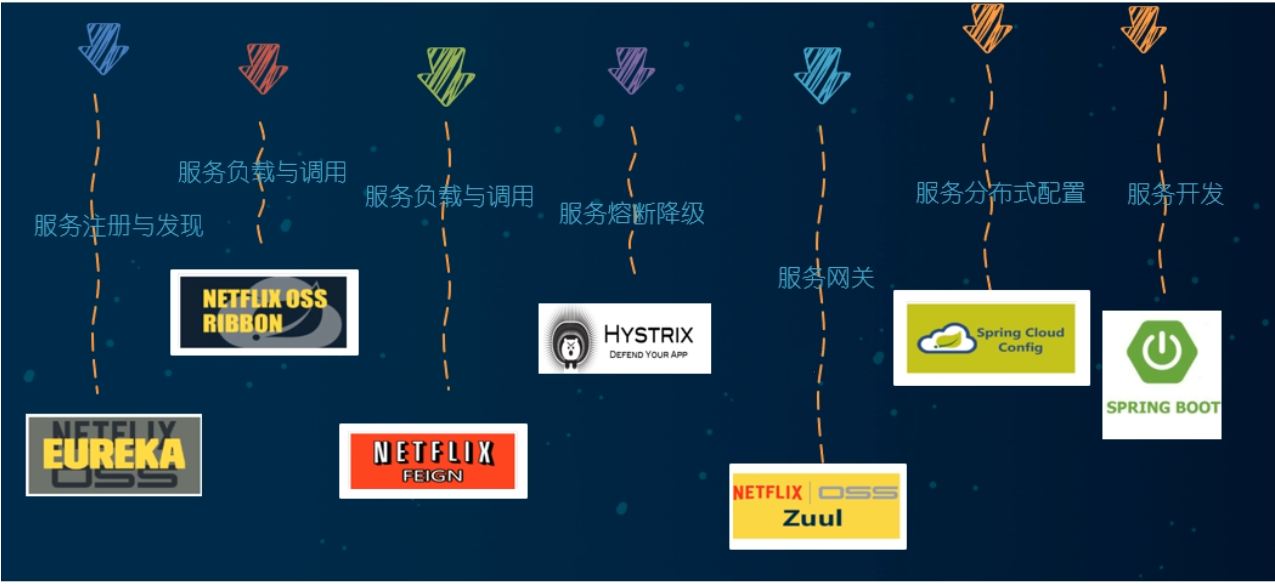 服务注册与发现
NETFLIX
EUREKA
OSS
服务负载与调用
NETFLIX OSS
RIBBON
服务负载与调用
NETFLIX
FEIGN
服务熔断降级
HYSTRIX
DEFEND YOUR APP
服务网关
NETFLIX | OSS
Zuul
服务分布式配置
Spring Cloud
Config
服务开发
SPRING BOOT